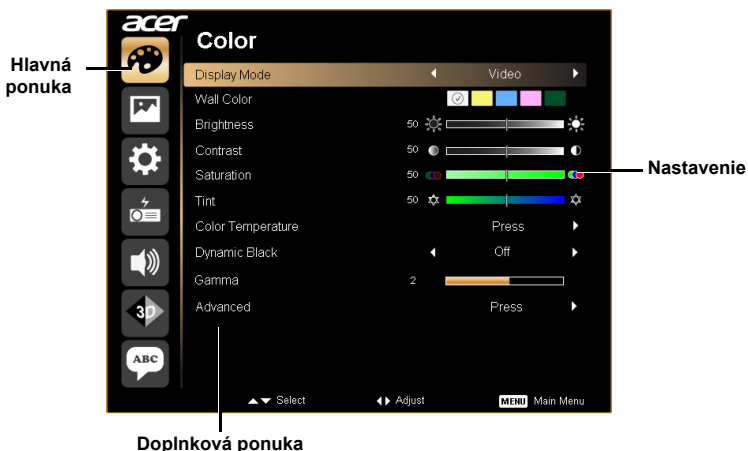 acer
Color
Hlavná
ponuka
Display Mode Video
Wall Color
Brightness 50
Contrast 50
Saturation 50
Nastavenie
Tint 50
Color Temperature Press
Dynamic Black Off
Gamma 2
Advanced Press
3D
ABC
Select Adjust MENU Main Menu
Doplnková ponuka